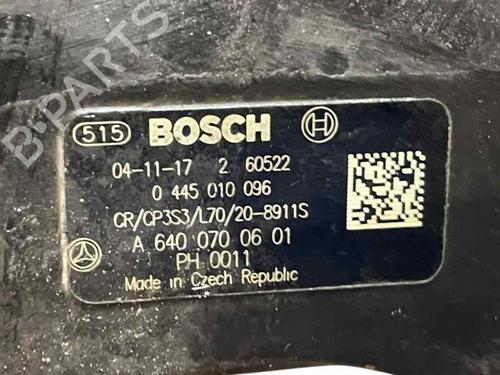 B-PARTS
515 BOSCH
04-11-17 2 60522
0 445 010 096
CR/CP3S3/L70/20-8911S
A 640 070 06 01
PH 0011
Made in Czech Republic